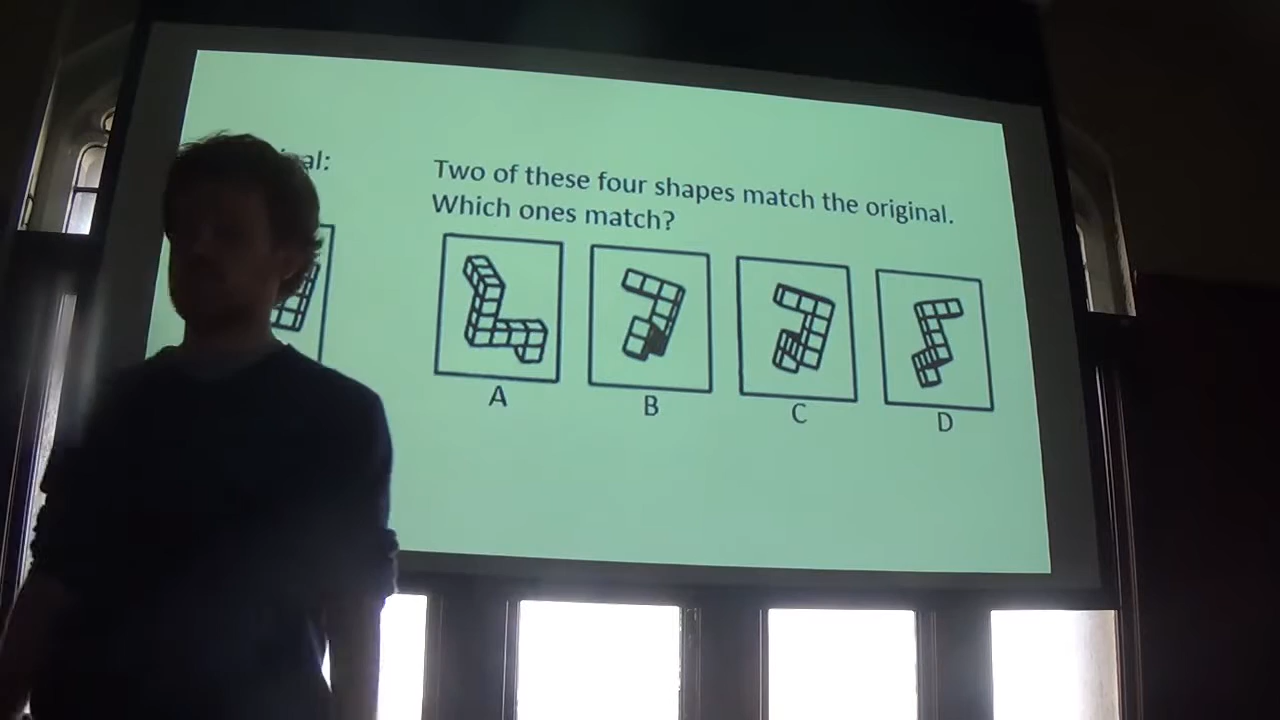 Two of these four shapes match the original.
Which ones match?
A
B
C
D